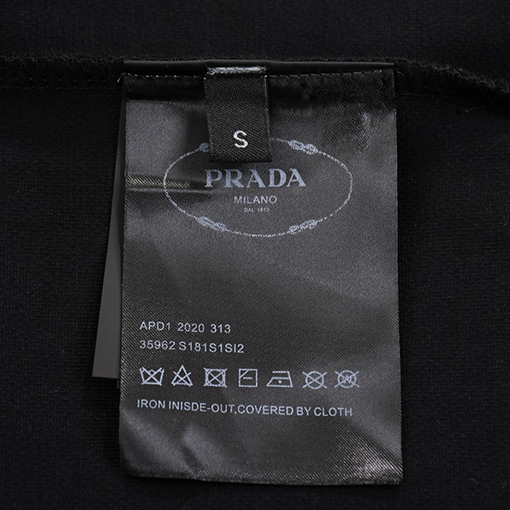 S
PRADA
MILANO
DAL 1913
APD1 2020 313
35962 S181S1SI2
IRON INISDE-OUT,COVERED BY CLOTH